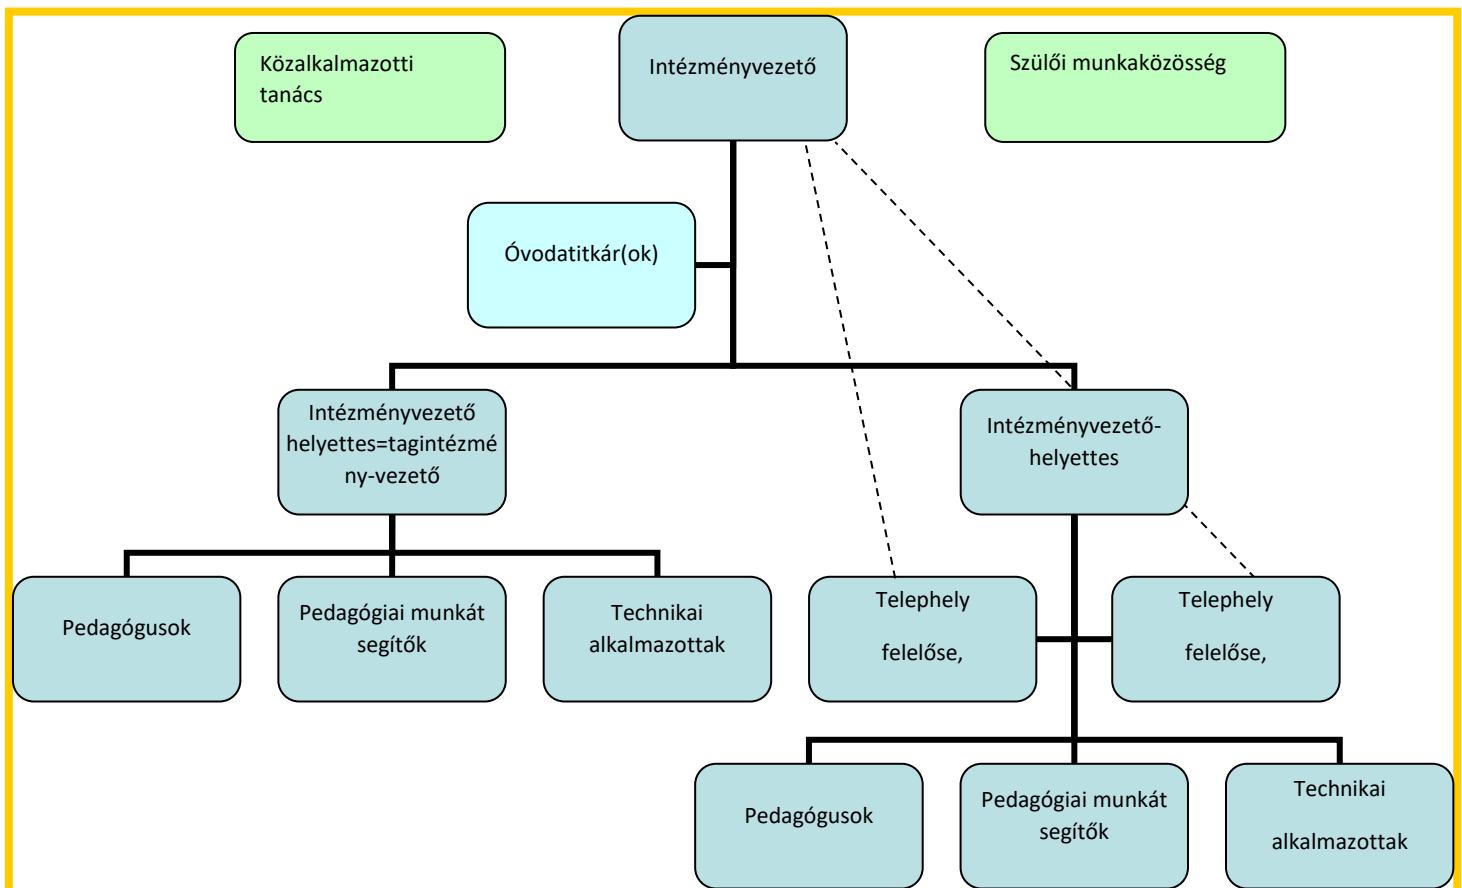 Közalkalmazotti
tanács
Intézményvezető
Szülői munkaközösség
Óvodatitkár(ok)
Intézményvezető
helyettes=tagintézmé
ny-vezető
Intézményvezető-
helyettes
Pedagógusok
Pedagógiai munkát
segítők
Technikai
alkalmazottak
Telephely
felelőse,
Telephely
felelőse,
Pedagógusok
Pedagógiai munkát
segítők
Technikai
alkalmazottak